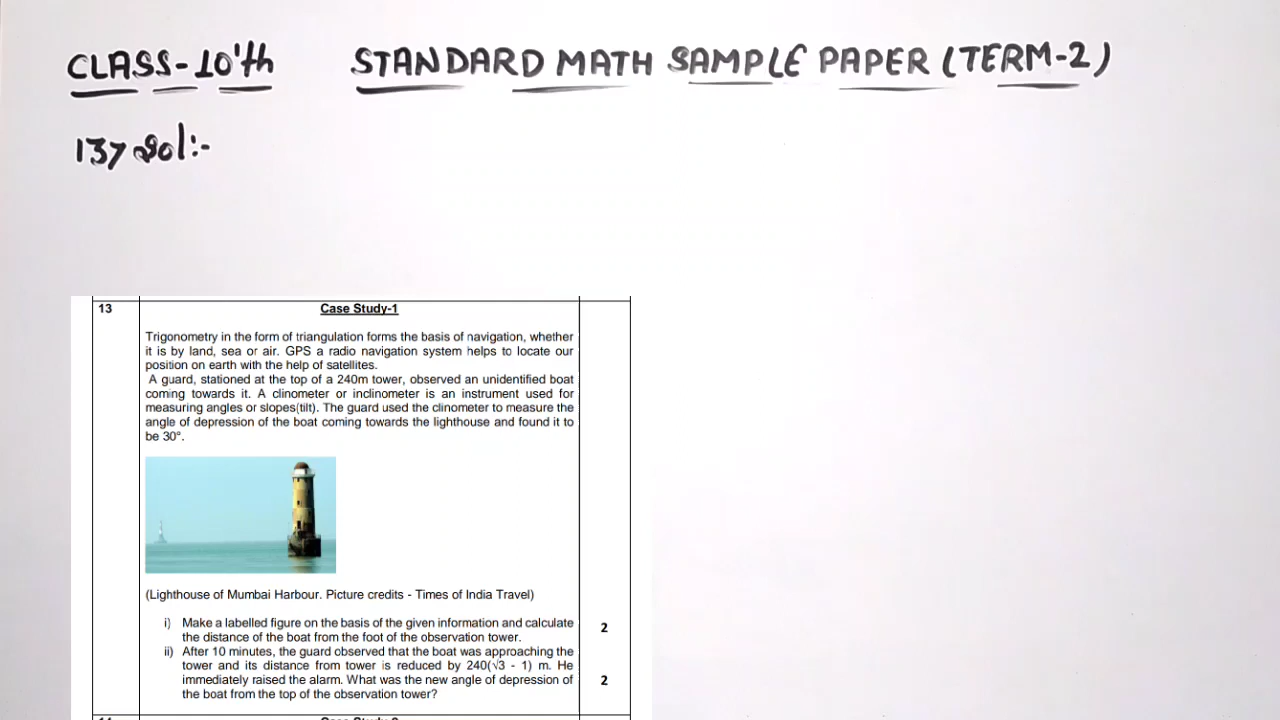 CLASS-10'th STANDARD MATH SAMPLE PAPER (TERM-2)
13> Sol:-
13 Case Study-1
Trigonometry in the form of triangulation forms the basis of navigation, whether
it is by land, sea or air. GPS a radio navigation system helps to locate our
position on earth with the help of satellites.
A guard, stationed at the top of a 240m tower, observed an unidentified boat
coming towards it. A clinometer or inclinometer is an instrument used for
measuring angles or slopes(tilt). The guard used the clinometer to measure the
angle of depression of the boat coming towards the lighthouse and found it to
be 30°.
(Lighthouse of Mumbai Harbour. Picture credits - Times of India Travel)
i) Make a labelled figure on the basis of the given information and calculate
the distance of the boat from the foot of the observation tower.
2
ii) After 10 minutes, the guard observed that the boat was approaching the
tower and its distance from tower is reduced by 240(√3 - 1) m. He
immediately raised the alarm. What was the new angle of depression of
the boat from the top of the observation tower?
2